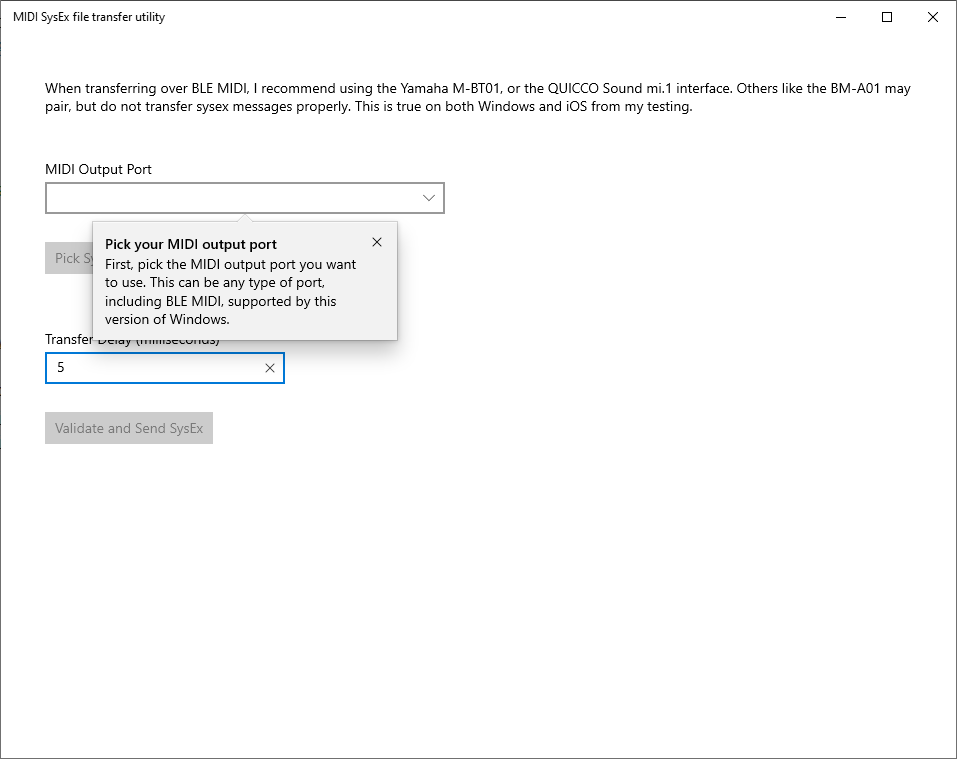 MIDI SysEx file transfer utility
When transferring over BLE MIDI, I recommend using the Yamaha M-BT01, or the QUICCO Sound mi.1 interface. Others like the BM-A01 may
pair, but do not transfer sysex messages properly. This is true on both Windows and iOS from my testing.
MIDI Output Port
Pick your MIDI output port
First, pick the MIDI output port you want
to use. This can be any type of port,
including BLE MIDI, supported by this
version of Windows.
Pick Sy
Transfer Delay (milliseconds)
5
Validate and Send SysEx